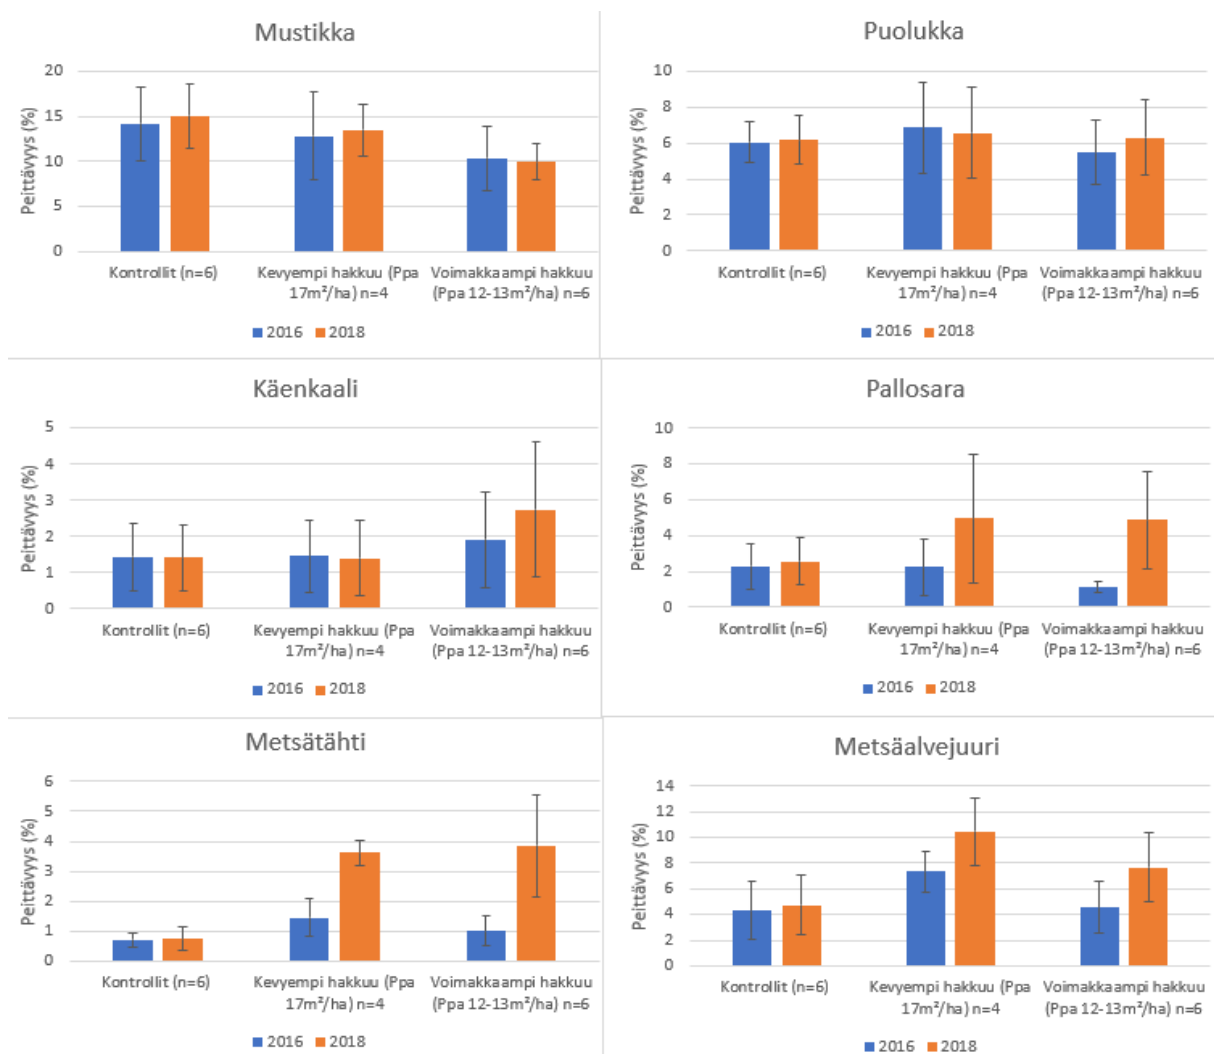 Mustikka
Peittävyys (%)
20
15
10
5
0
Kontrollit (n=6)
Kevyempi hakkuu (Ppa
17m²/ha) n=4
Voimakkaampi hakkuu
(Ppa 12-13m²/ha) n=6
2016 2018
Puolukka
Peittävyys (%)
10
8
6
4
2
0
Kontrollit (n=6)
Kevyempi hakkuu (Ppa
17m²/ha) n=4
Voimakkaampi hakkuu
(Ppa 12-13m²/ha) n=6
2016 2018
Käenkaali
Peittävyys (%)
5
4
3
2
1
0
Kontrollit (n=6)
Kevyempi hakkuu (Ppa
17m²/ha) n=4
Voimakkaampi hakkuu
(Ppa 12-13m²/ha) n=6
2016 2018
Pallosara
Peittävyys (%)
10
8
6
4
2
0
Kontrollit (n=6)
Kevyempi hakkuu (Ppa
17m²/ha) n=4
Voimakkaampi hakkuu
(Ppa 12-13m²/ha) n=6
2016 2018
Metsätähti
Peittävyys (%)
6
5
4
3
2
1
0
Kontrollit (n=6)
Kevyempi hakkuu (Ppa
17m²/ha) n=4
Voimakkaampi hakkuu
(Ppa 12-13m²/ha) n=6
2016 2018
Metsäalvejuuri
Peittävyys (%)
14
12
10
8
6
4
2
0
Kontrollit (n=6)
Kevyempi hakkuu (Ppa
17m²/ha) n=4
Voimakkaampi hakkuu
(Ppa 12-13m²/ha) n=6
2016 2018